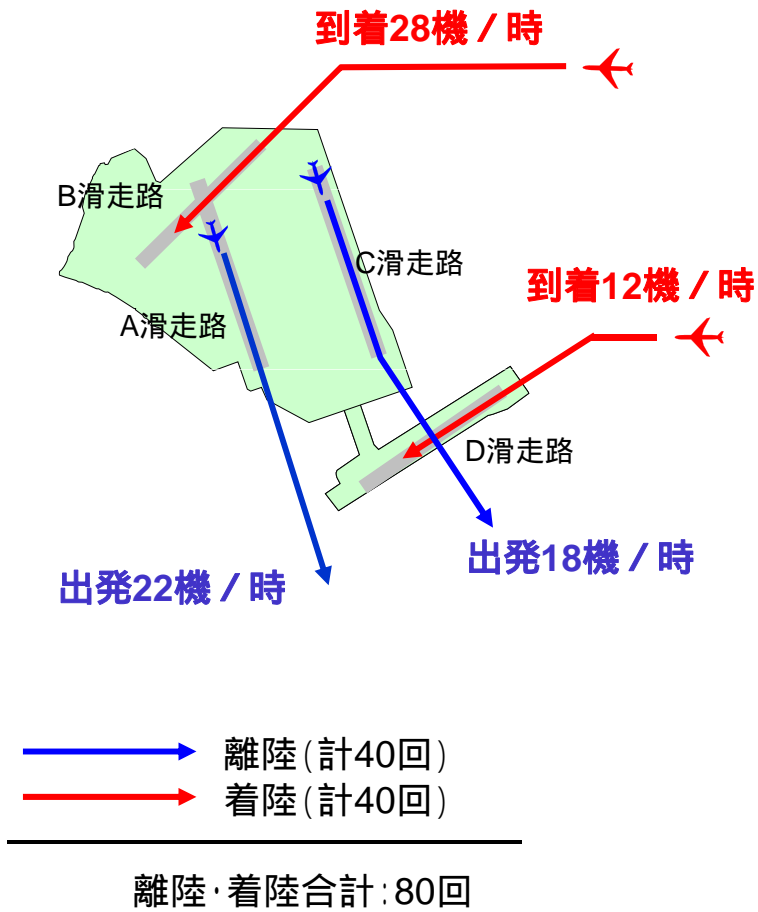 到着28機／時
B滑走路
C滑走路
到着12機／時
A滑走路
D滑走路
出発18機／時
出発22機／時
離陸(計40回)
着陸(計40回)
離陸･着陸合計:80回